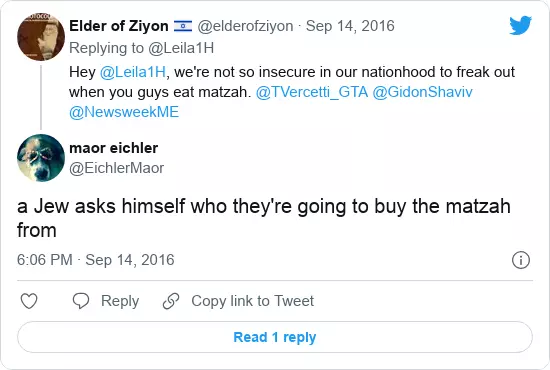 Elder of Ziyon 🇮🇱 @elderofziyon · Sep 14, 2016
Replying to @Leila1H
Hey @Leila1H, we're not so insecure in our nationhood to freak out
when you guys eat matzah. @TVercetti_GTA @GidonShaviv
@NewsweekME
maor eichler
@EichlerMaor
a Jew asks himself who they're going to buy the matzah
from
6:06 PM · Sep 14, 2016
Reply
Copy link to Tweet
Read 1 reply